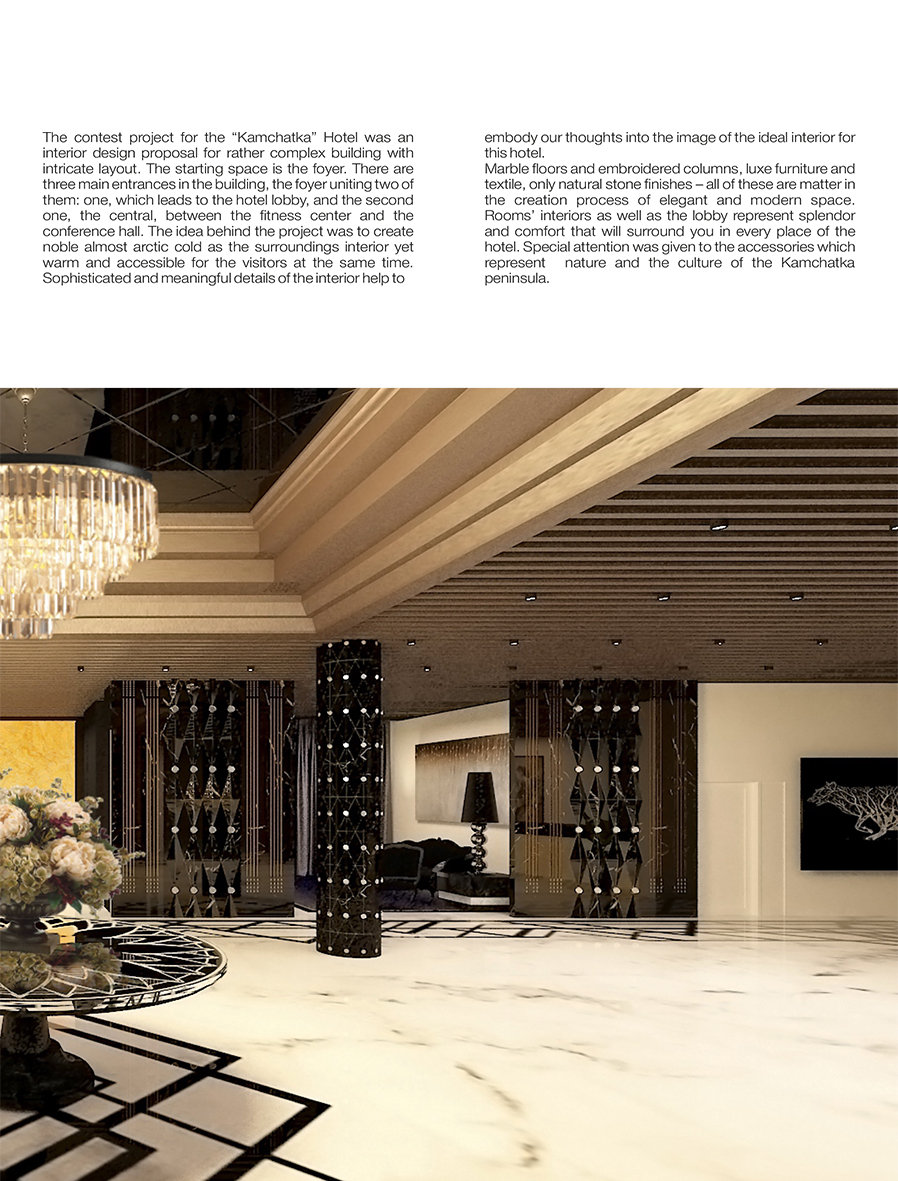 The contest project for the “Kamchatka” Hotel was an
interior design proposal for rather complex building with
intricate layout. The starting space is the foyer. There are
three main entrances in the building, the foyer uniting two of
them: one, which leads to the hotel lobby, and the second
one, the central, between the fitness center and the
conference hall. The idea behind the project was to create
noble almost arctic cold as the surroundings interior yet
warm and accessible for the visitors at the same time.
Sophisticated and meaningful details of the interior help to
embody our thoughts into the image of the ideal interior for
this hotel.
Marble floors and embroidered columns, luxe furniture and
textile, only natural stone finishes – all of these are matter in
the creation process of elegant and modern space.
Rooms’ interiors as well as the lobby represent splendor
and comfort that will surround you in every place of the
hotel. Special attention was given to the accessories which
represent nature and the culture of the Kamchatka
peninsula.